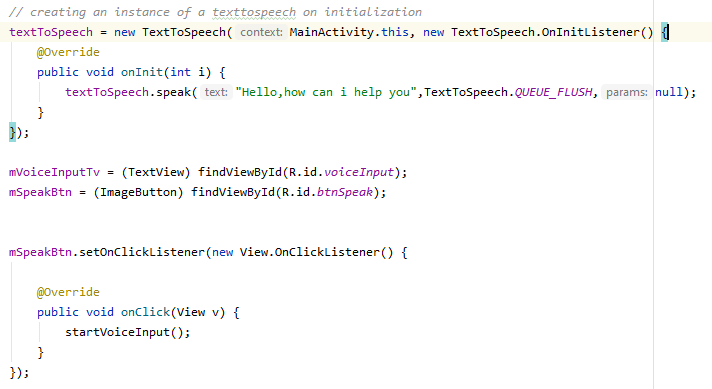 // creating an instance of a texttospeech on initialization
textToSpeech = new TextToSpeech( context: MainActivity.this, new TextToSpeech.OnInitListener() {
@Override
public void onInit(int i) {
textToSpeech.speak( text: "Hello,how can i help you",TextToSpeech.QUEUE_FLUSH, params: null);
}
});
mVoiceInputTv = (TextView) findViewById(R.id.voiceInput);
mSpeakBtn = (ImageButton) findViewById(R.id.btnSpeak);
mSpeakBtn.setOnClickListener(new View.OnClickListener() {
@Override
public void onClick(View v) {
startVoiceInput();
}
});